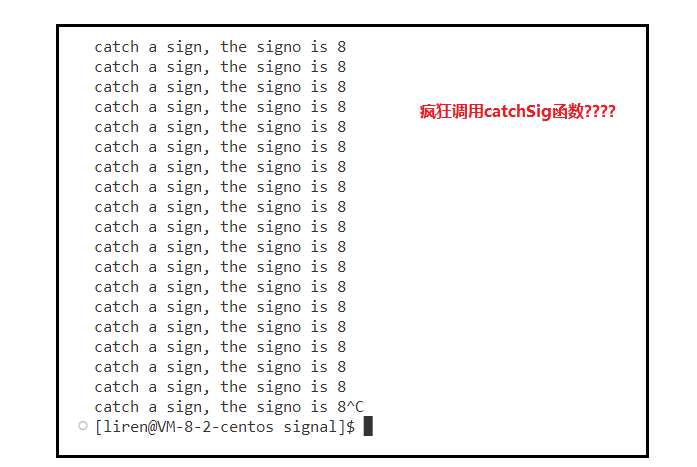 catch a sign, the signo is 8
catch a sign, the signo is 8
catch a sign, the signo is 8
catch a sign, the signo is 8
疯狂调用catchSig函数????
catch a sign, the signo is 8
catch a sign, the signo is 8
catch a sign, the signo is 8
catch a sign, the signo is 8
catch a sign, the signo is 8
catch a sign, the signo is 8
catch a sign, the signo is 8
catch a sign, the signo is 8
catch a sign, the signo is 8
catch a sign, the signo is 8
catch a sign, the signo is 8
catch a sign, the signo is 8
catch a sign, the signo is 8
catch a sign, the signo is 8
catch a sign, the signo is 8^C
[liren@VM-8-2-centos signal]$